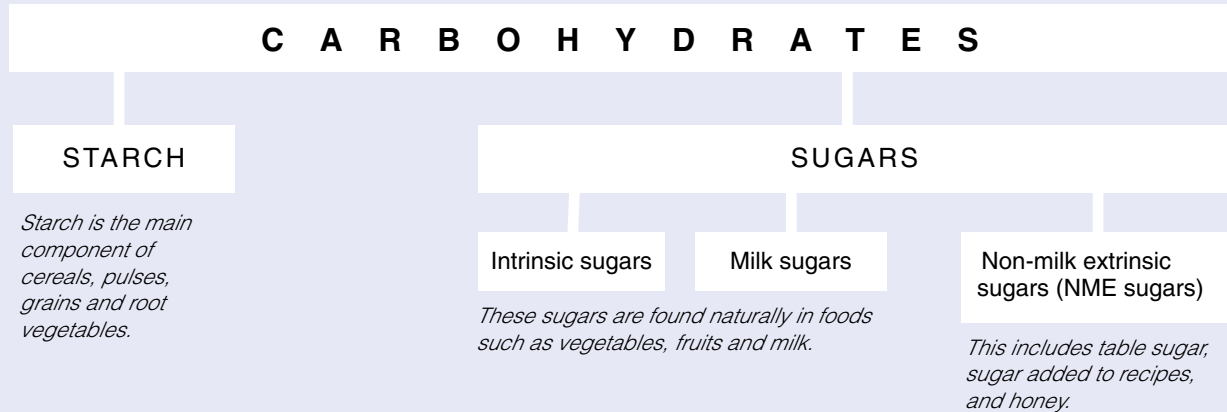 CARBOHYDRATES
STARCH
Starch is the main
component of
cereals, pulses,
grains and root
vegetables.
SUGARS
Intrinsic sugars
Milk sugars
These sugars are found naturally in foods
such as vegetables, fruits and milk.
Non-milk extrinsic
sugars (NME sugars)
This includes table sugar,
sugar added to recipes,
and honey.